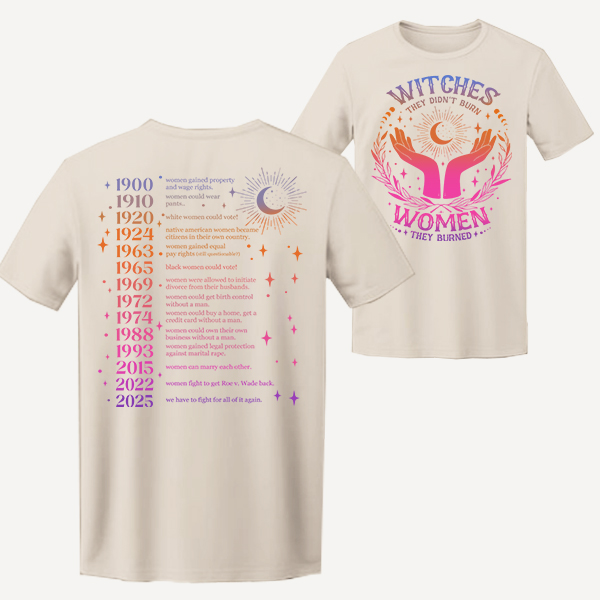 1900 women gained property
and wage rights.
1910 women could wear
pants..
1920 white women could vote!
1924 native american women became
citizens in their own country.
1963 women gained equal
pay rights (still questionable?)
1965 black women could vote!
1969 women were allowed to initiate
divorce from their husbands.
1972 women could get birth control
without a man.
1974 women could buy a home, get a
credit card without a man.
1988 women could own their own
business without a man.
1993 women gained legal protection
against marital rape.
2015 women can marry each other.
2022 women fight to get Roe v. Wade back.
2025 we have to fight for all of it again.
WITCHES
THEY DIDN'T BURN
WOMEN
THEY BURNED